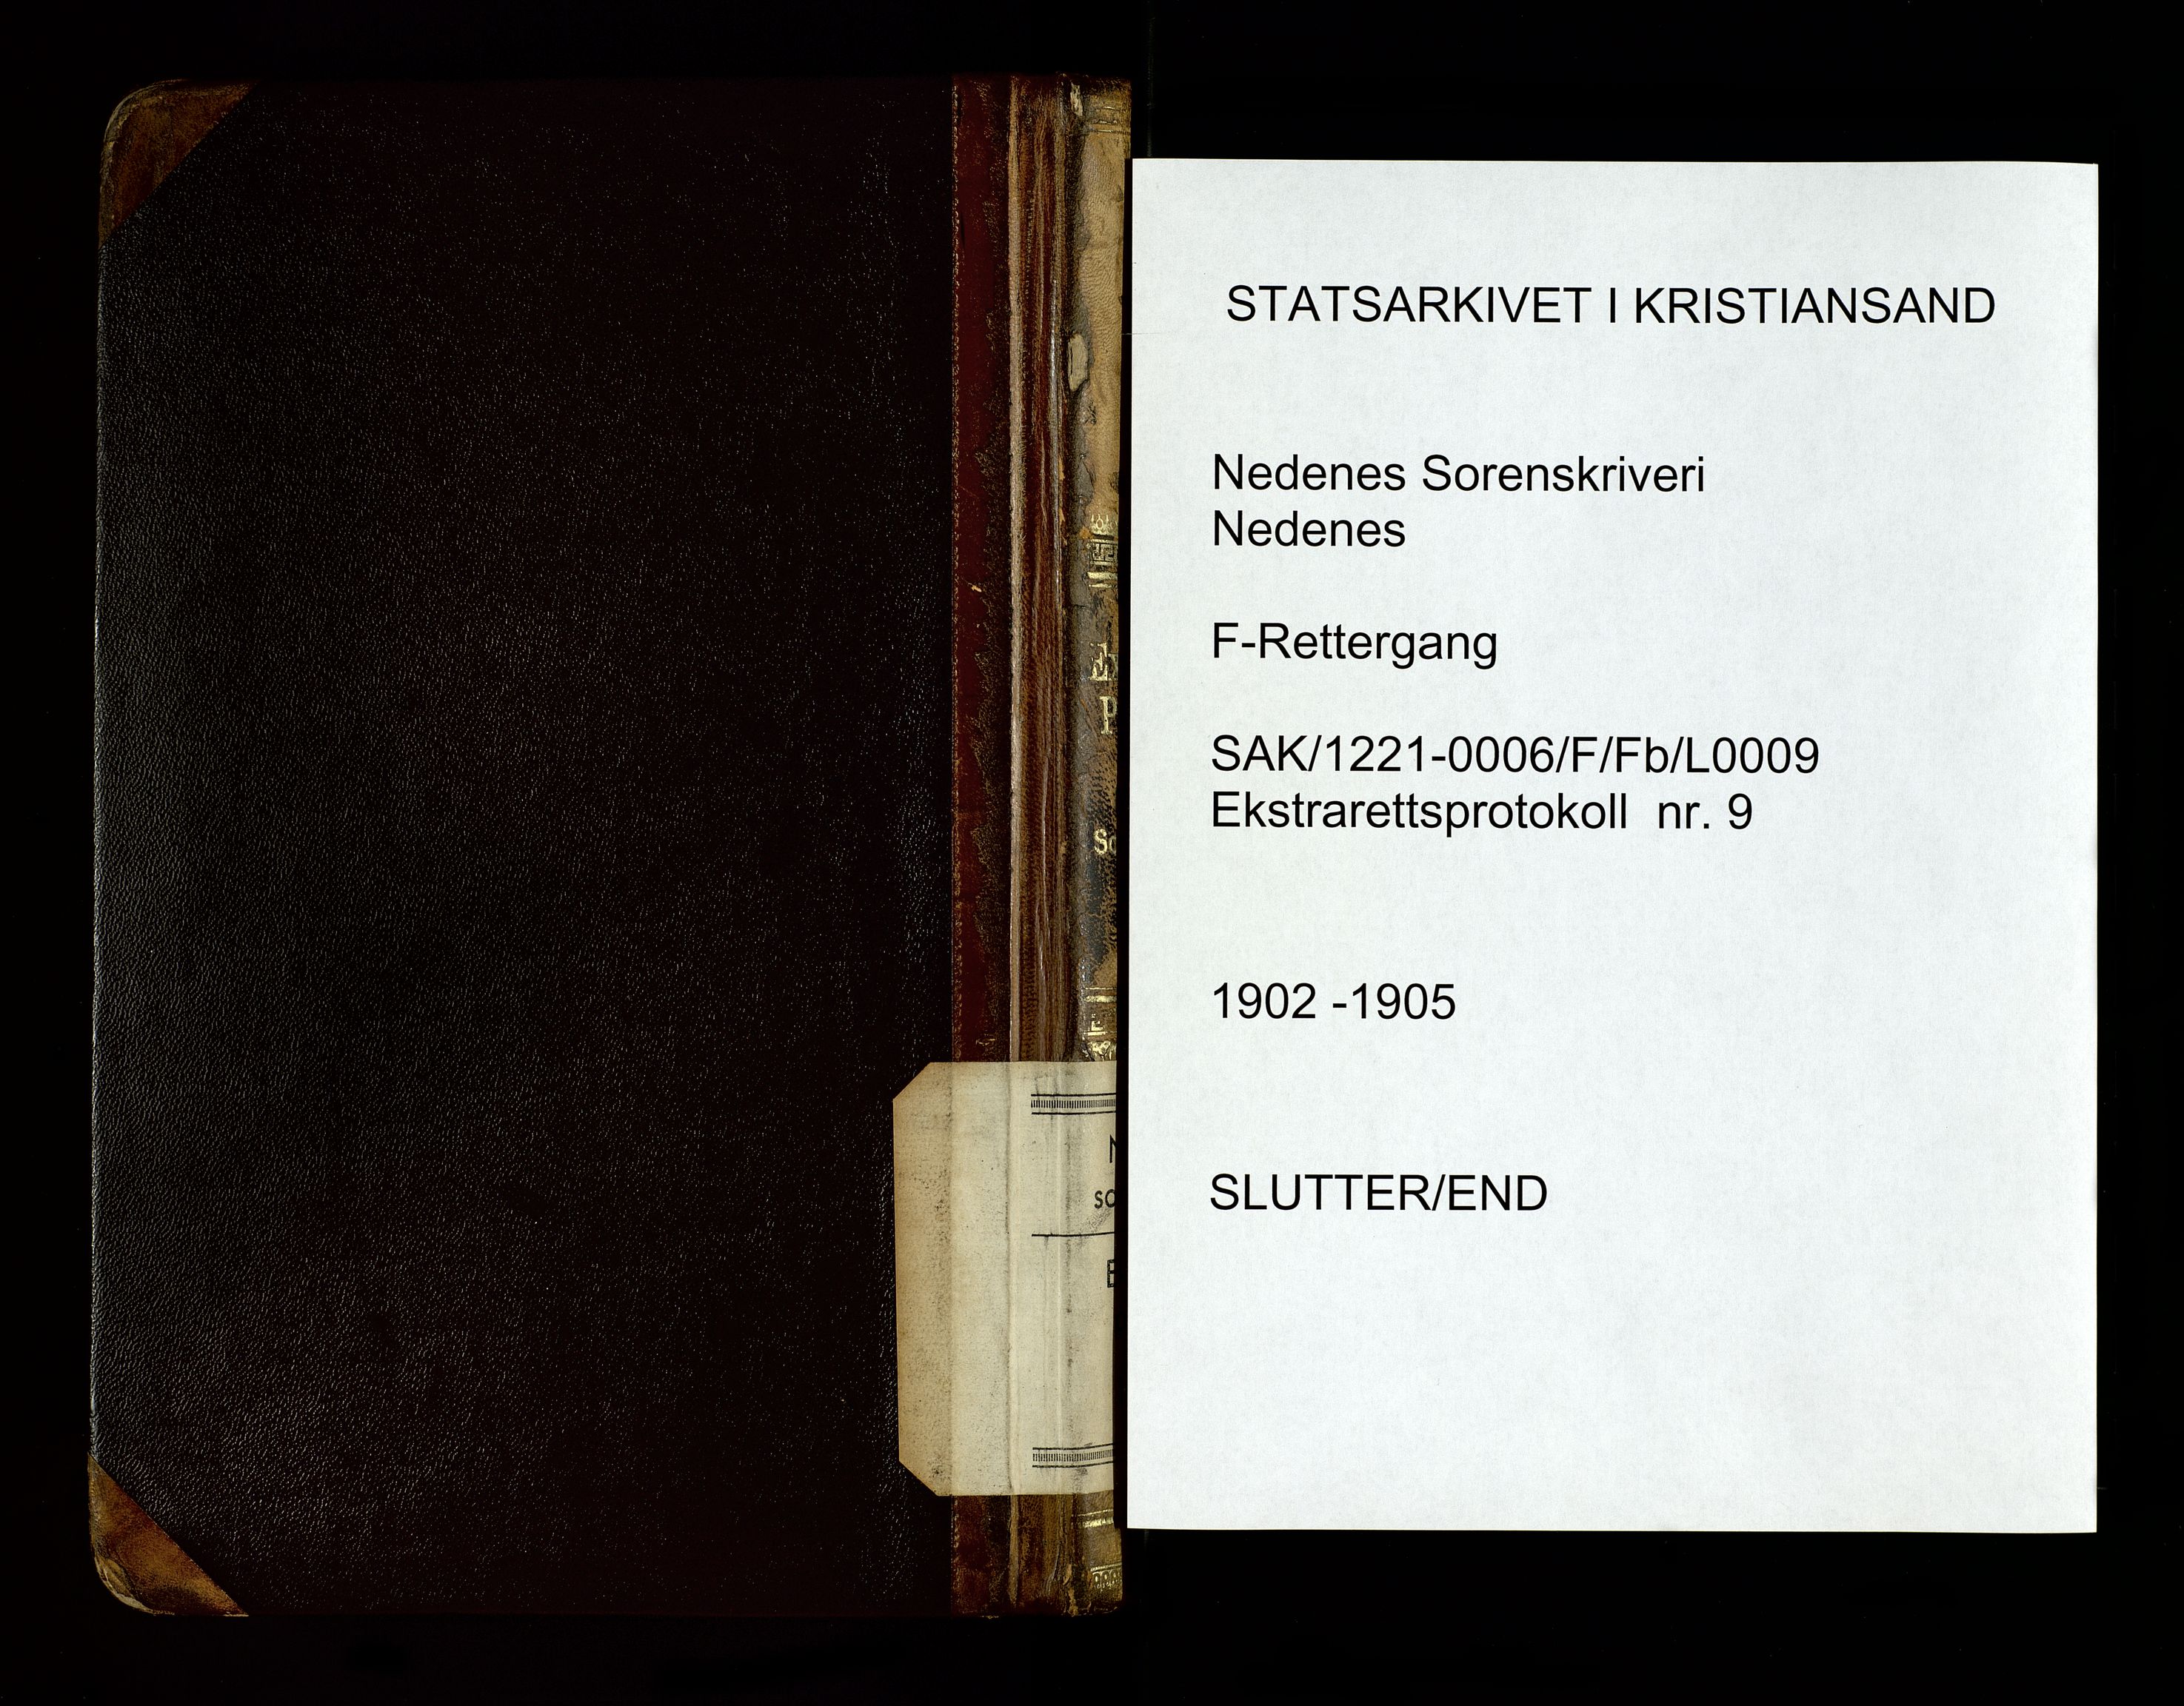 STATSARKIVET I KRISTIANSAND
Nedenes Sorenskriveri
Nedenes
F-Rettergang
SAK/1221-0006/F/Fb/L0009
Ekstrarettsprotokoll nr. 9
1902 -1905
SLUTTER/END